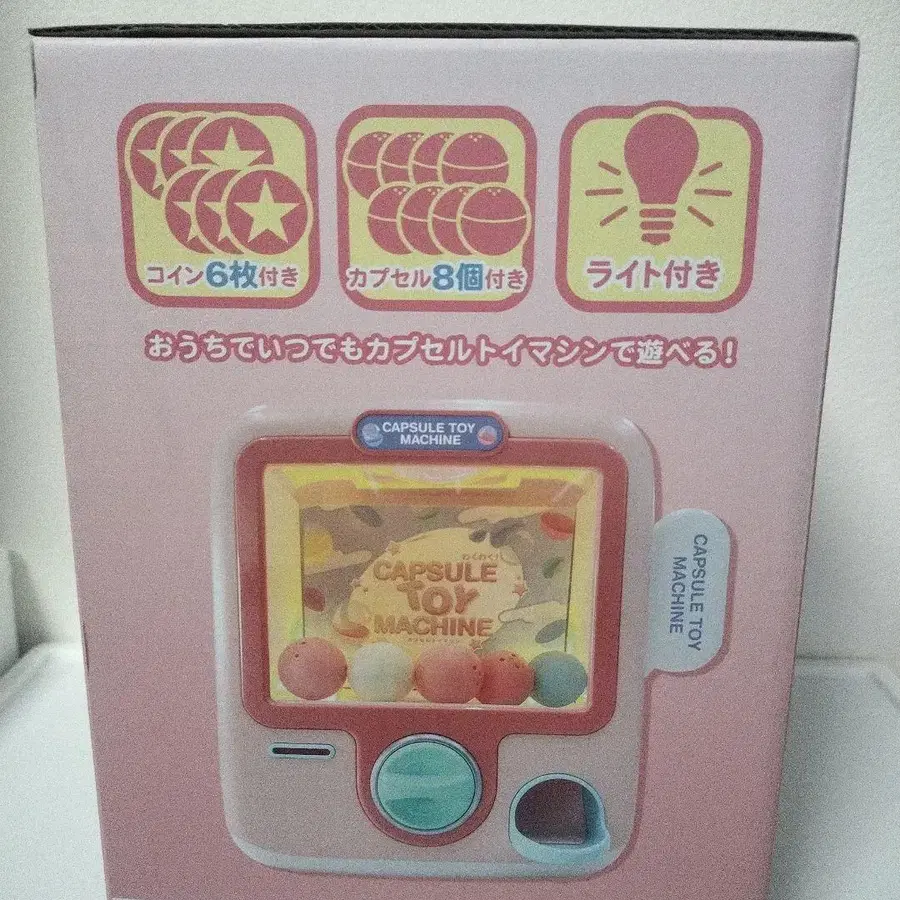 コイン6枚付き
カプセル8個付き
ライト付き
おうちでいつでもカプセルトイマシンで遊べる!
CAPSULE TOY
MACHINE
わくわく!!
CAPSULE
TOY
MACHINE
CAPSULE TOY
MACHINE